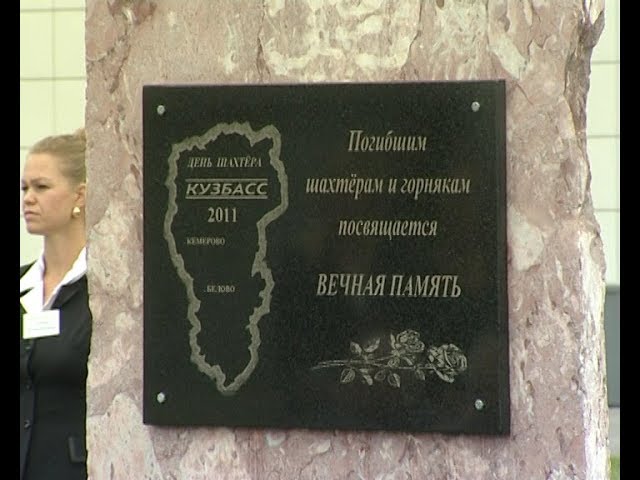 ДЕНЬ ШАХТЁРА
КУЗБАСС
2011
КЕМЕРОВО
БЕЛОВО
Погибшим
шахтёрам и горнякам
посвящается
ВЕЧНАЯ ПАМЯТЬ